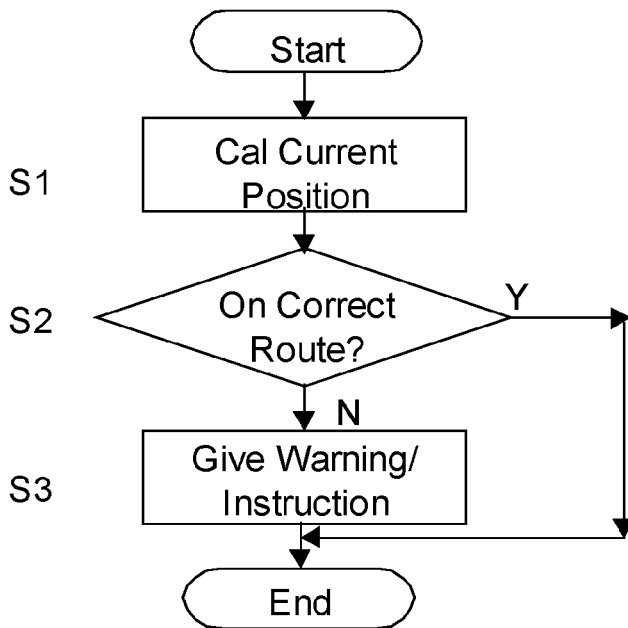 Start
S1
Cal Current
Position
S2
On Correct
Route?
Y
N
S3
Give Warning/
Instruction
End